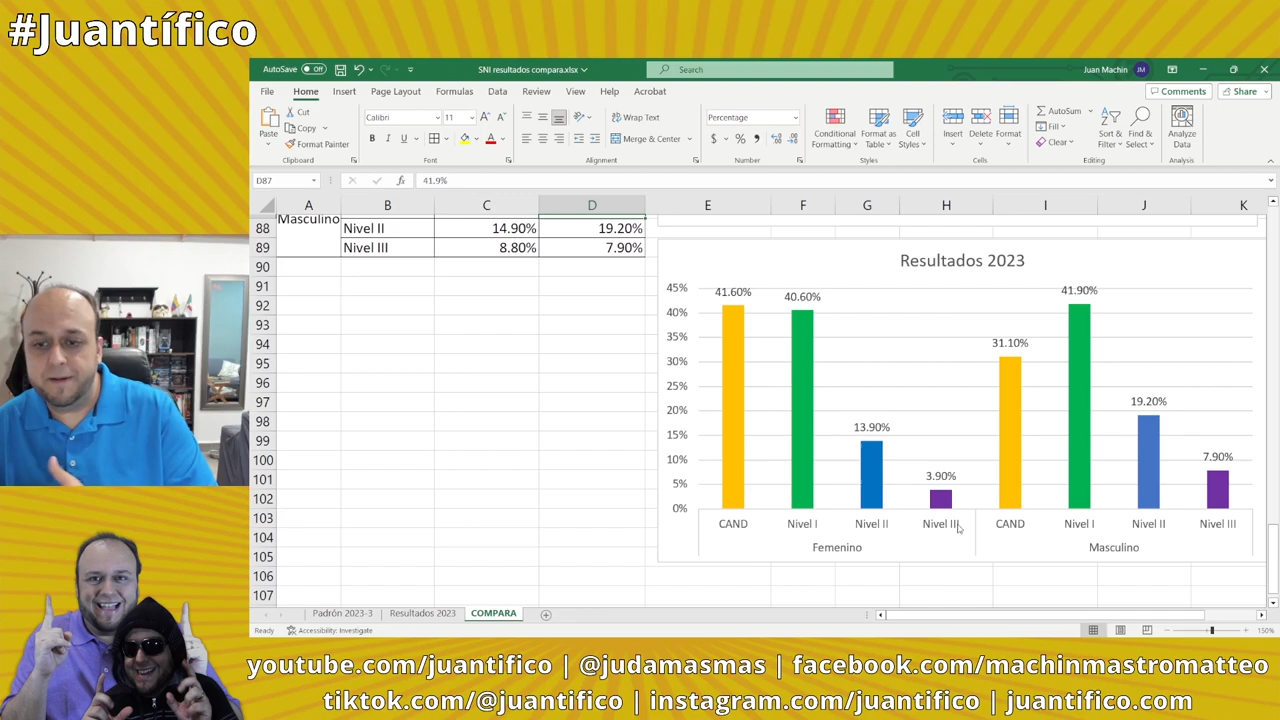 #Juantífico
AutoSave Off
SNI resultados compara.xlsx
Search
Juan Machin JM
File Home Insert Page Layout Formulas Data Review View Help Acrobat
Comments Share
Paste
Cut
Copy
Format Painter
Calibri 11
B I U
Wrap Text
Merge & Center
Percentage
$ % ,
Conditional Formatting
Format as Table
Cell Styles
Insert Delete Format
AutoSum
Fill
Clear
Sort & Filter
Find & Select
Analyze Data
Clipboard Font Alignment Number Styles Cells Editing Analysis
D87 fx 41.9%
A B C D E F G H I J K
Masculino
88 Nivel II 14.90% 19.20%
89 Nivel III 8.80% 7.90%
90
91
92
93
94
95
96
97
98
99
100
101
102
103
104
105
106
107
Resultados 2023
45%
40%
35%
30%
25%
20%
15%
10%
5%
0%
41.60% 40.60% 13.90% 3.90% 31.10% 41.90% 19.20% 7.90%
CAND Nivel I Nivel II Nivel III CAND Nivel I Nivel II Nivel III
Femenino Masculino
Padrón 2023-3 Resultados 2023 COMPARA
Ready Accessibility: Investigate 150%
youtube.com/juantifico | @judamasmas | facebook.com/machinmastromatteo
tiktok.com/@juantifico | instagram.com/juantifico | juantifico.com